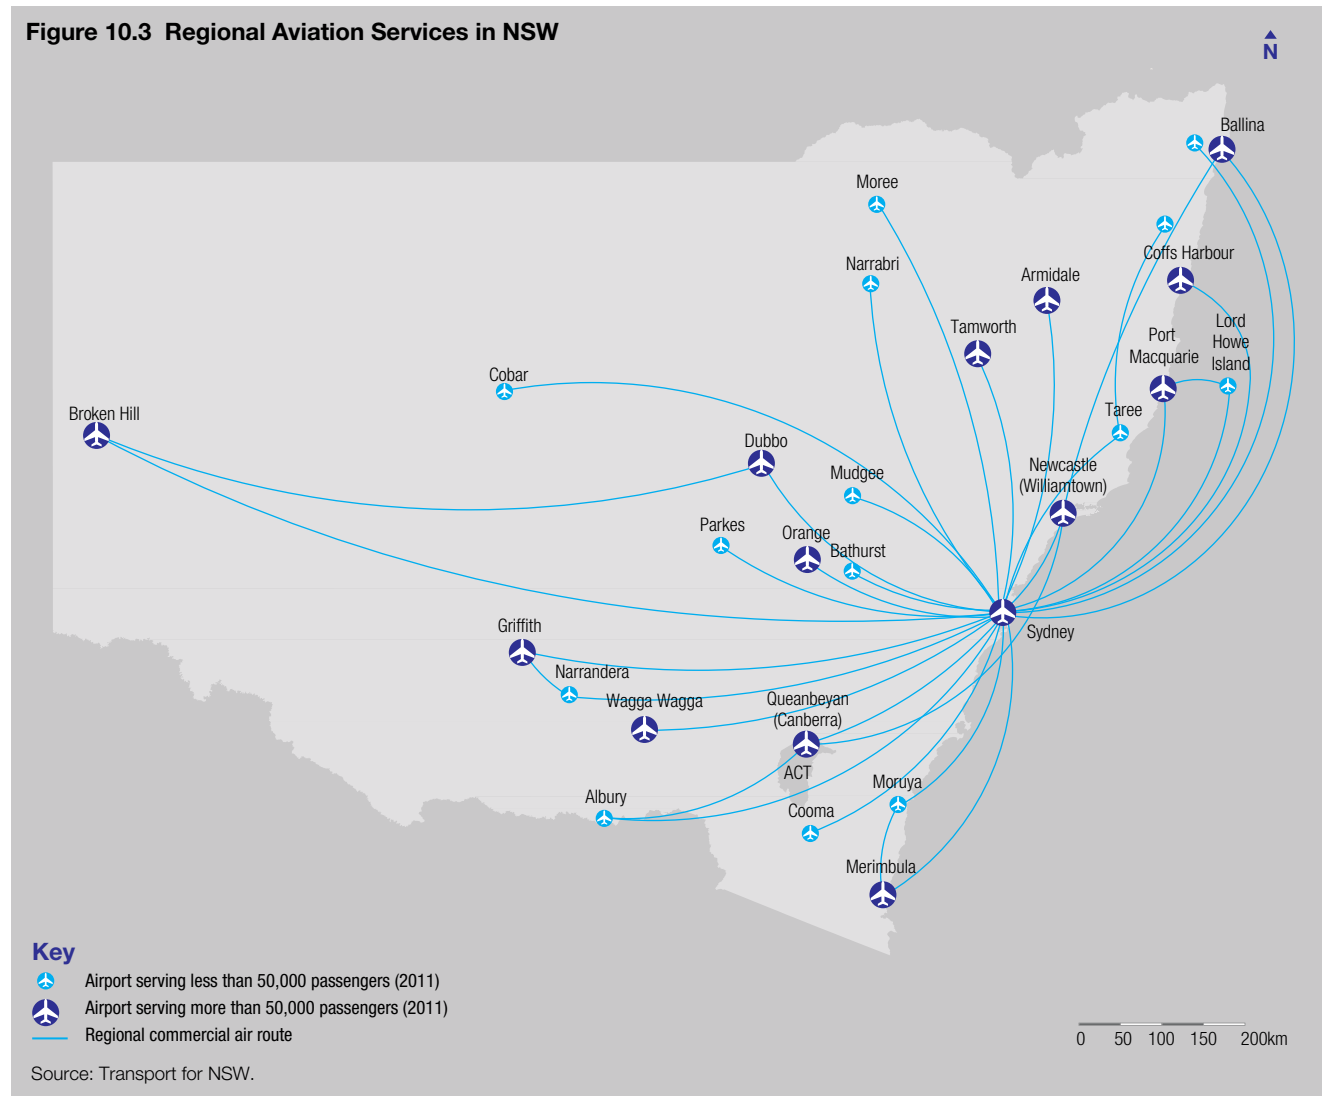 Figure 10.3  Regional Aviation Services in NSW
N
Ballina
Moree
Coffs Harbour
Narrabri
Armidale
Lord
Howe
Island
Tamworth
Port
Macquarie
Cobar
Broken Hill
Taree
Dubbo
Mudgee
Newcastle
(Williamtown)
Parkes
Orange
Bathurst
Sydney
Griffith
Narrandera
Wagga Wagga
Queanbeyan
(Canberra)
ACT
Moruya
Albury
Cooma
Merimbula
Key
Airport serving less than 50,000 passengers (2011)
Airport serving more than 50,000 passengers (2011)
Regional commercial air route
0 50 100 150 200km
Source: Transport for NSW.